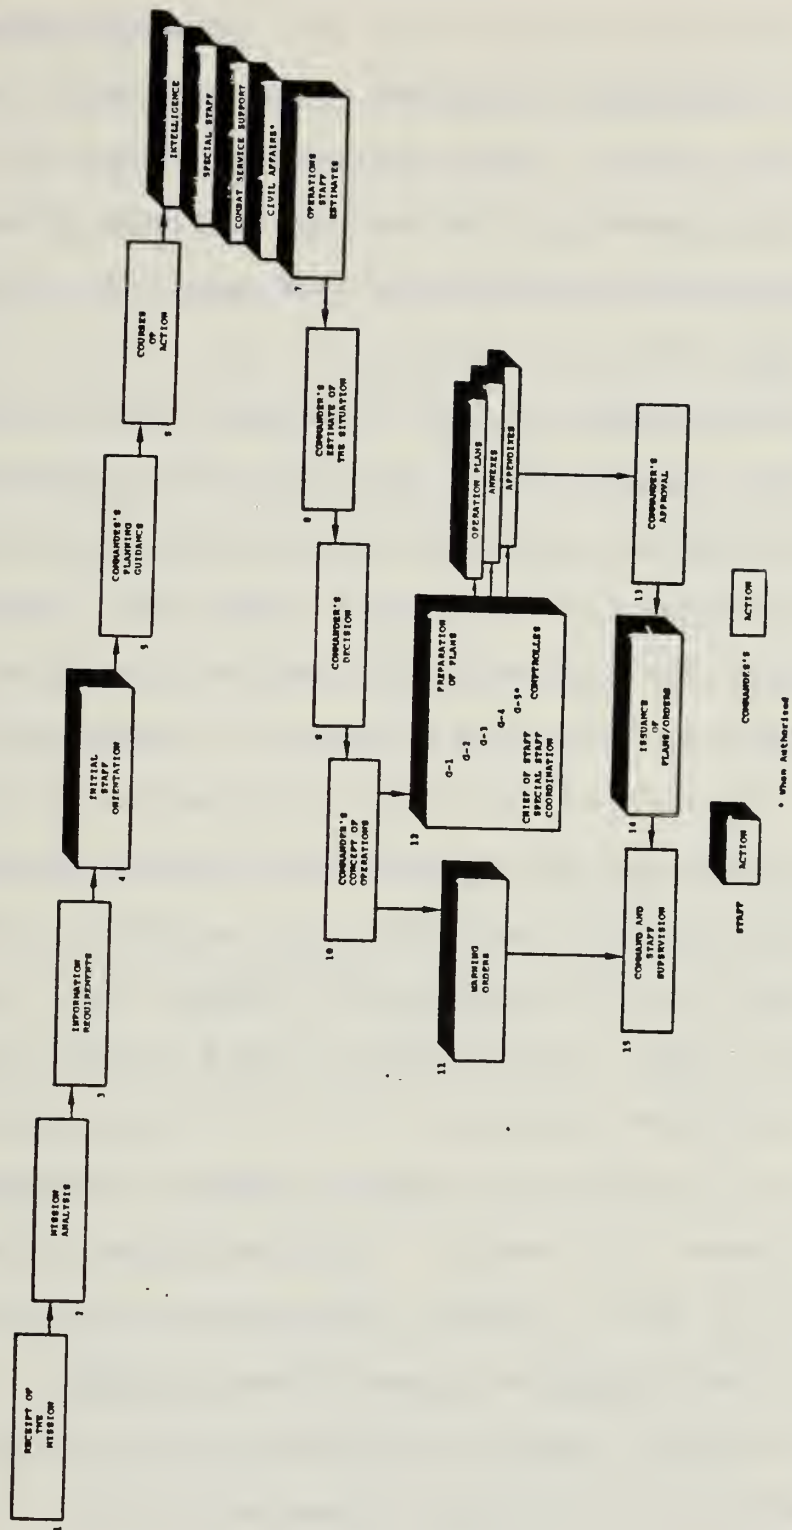 1
RECEIPT OF
THE
MISSION
2
MISSION
ANALYSIS
3
INFORMATION
REQUIREMENTS
4
INITIAL
STAFF
ORIENTATION
5
COMMANDER'S
PLANNING
GUIDANCE
6
COURSES
OF
ACTION
INTELLIGENCE
SPECIAL STAFF
COMBAT SERVICE SUPPORT
CIVIL AFFAIRS*
7
OPERATIONS
STAFF
ESTIMATES
8
COMMANDER'S
ESTIMATE OF
THE SITUATION
9
COMMANDER'S
DECISION
10
COMMANDER'S
CONCEPT OF
OPERATIONS
11
WARNING
ORDERS
12
PREPARATION
OF PLANS
G-1
G-2
G-3
G-4
G-5*
COMPTROLLES
CHIEF OF STAFF
SPECIAL STAFF
COORDINATION
OPERATION PLANS
ANNEXES
APPENDIXES
13
COMMANDER'S
APPROVAL
14
ISSUANCE
OF
PLANS/ORDERS
15
COMMAND AND
STAFF
SUPSRVISION
STAFF
ACTION
COMMANDES'S
ACTION
* When Authorised